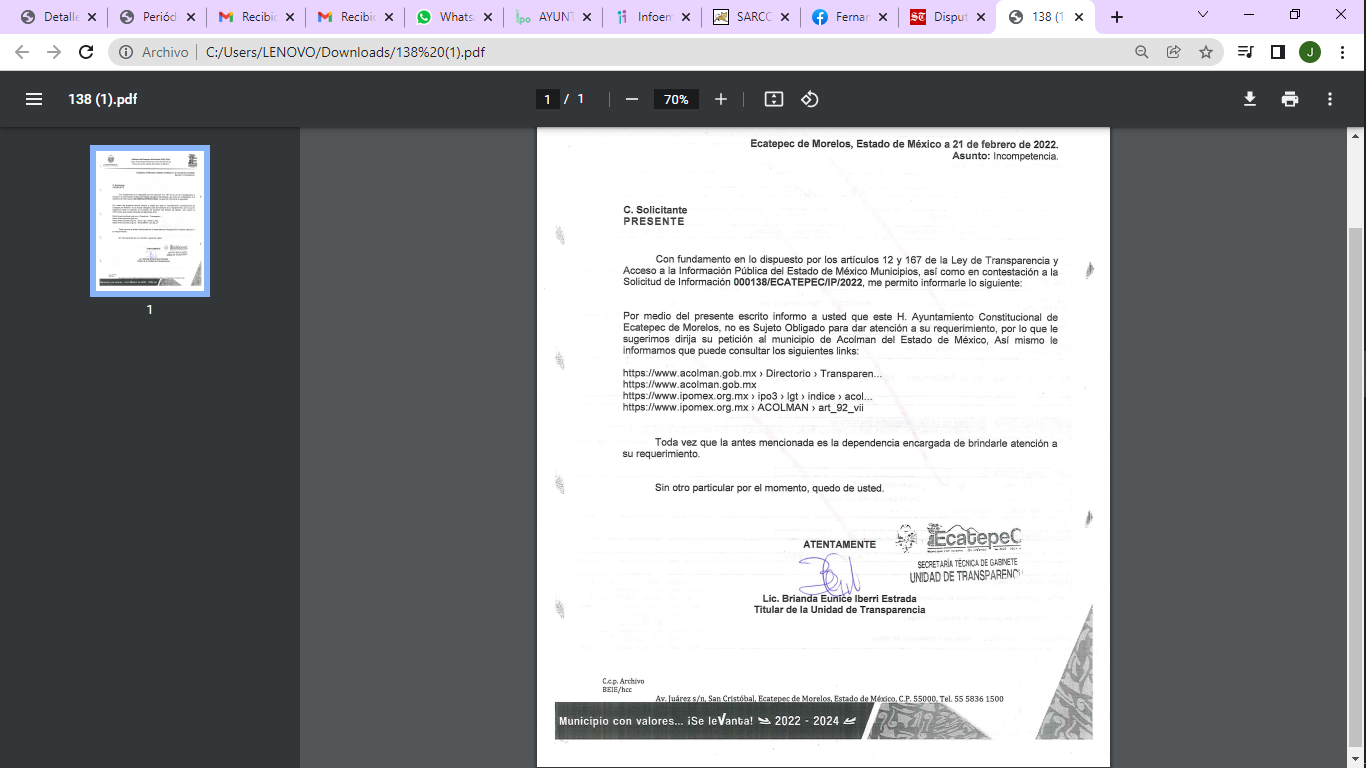 Detalle
Periód
Recibid
Recibid
Whats
AYUNT
Infoem
SARCO
Fernar
Disput
138 (1
Archivo
C:/Users/LENOVO/Downloads/138%20(1).pdf
J
138 (1).pdf
1 / 1
70%
1
Ecatepec de Morelos, Estado de México a 21 de febrero de 2022.
Asunto: Incompetencia.
C. Solicitante
PRESENTE
Con fundamento en lo dispuesto por los artículos 12 y 167 de la Ley de Transparencia y
Acceso a la Información Pública del Estado de México Municipios, así como en contestación a la
Solicitud de Información 000138/ECATEPEC/IP/2022, me permito informarle lo siguiente:
Por medio del presente escrito informo a usted que este H. Ayuntamiento Constitucional de
Ecatepec de Morelos, no es Sujeto Obligado para dar atención a su requerimiento, por lo que le
sugerimos dirija su petición al municipio de Acolman del Estado de México, Así mismo le
informamos que puede consultar los siguientes links:
https://www.acolman.gob.mx › Directorio › Transparen...
https://www.acolman.gob.mx
https://www.ipomex.org.mx › ipo3 › lgt › indice › acol...
https://www.ipomex.org.mx › ACOLMAN › art_92_vii
Toda vez que la antes mencionada es la dependencia encargada de brindarle atención a
su requerimiento.
Sin otro particular por el momento, quedo de usted.
ATENTAMENTE
Ecatepec
SECRETARÍA TÉCNICA DE GABINETE
UNIDAD DE TRANSPARENCI
Lic. Brianda Eunice Iberri Estrada
Titular de la Unidad de Transparencia
C.c.p. Archivo
BEIE/hcc
Av. Juárez s/n, San Cristóbal, Ecatepec de Morelos, Estado de México, C.P. 55000, Tel. 55 5836 1500
Municipio con valores... ¡Se leVanta! 2022 - 2024